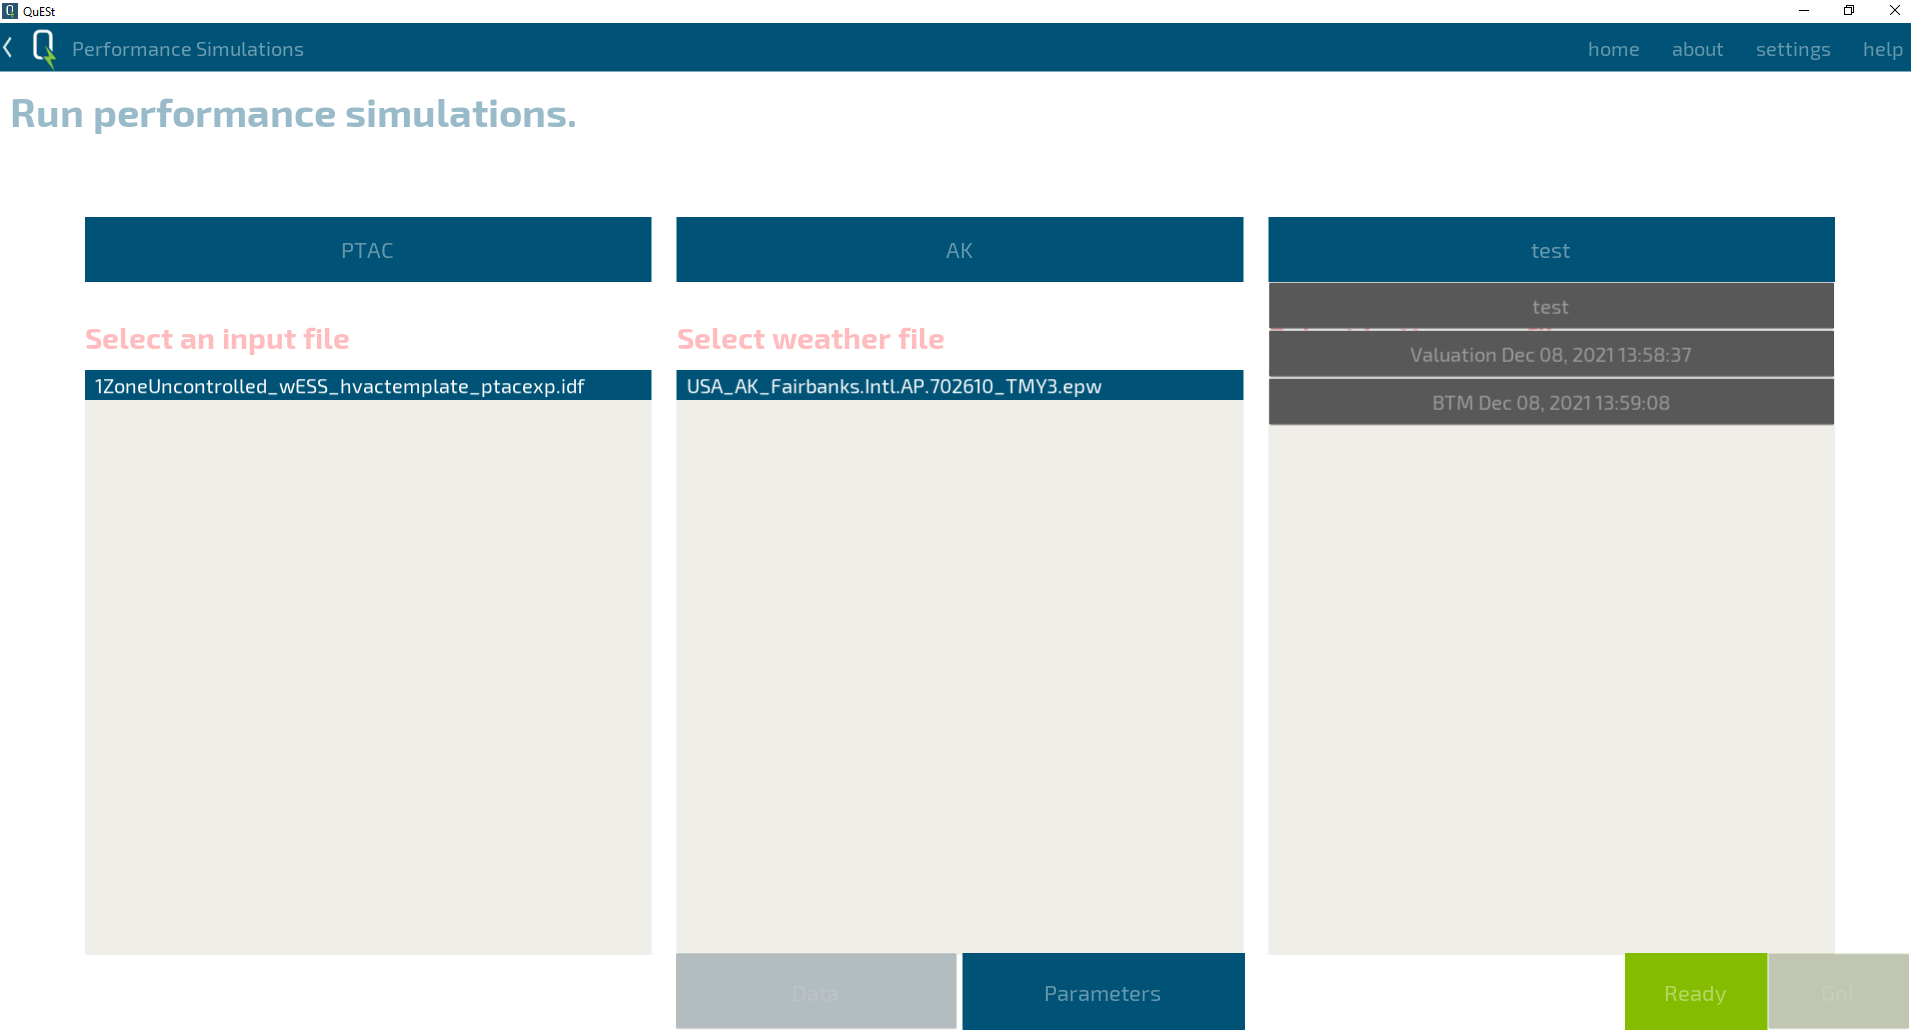 QuESt
Performance Simulations
home about settings help
Run performance simulations.
PTAC
AK
test
test
Valuation Dec 08, 2021 13:58:37
BTM Dec 08, 2021 13:59:08
Select an input file
Select weather file
1ZoneUncontrolled_wESS_hvactemplate_ptacexp.idf
USA_AK_Fairbanks.Intl.AP.702610_TMY3.epw
Data
Parameters
Ready
Go!